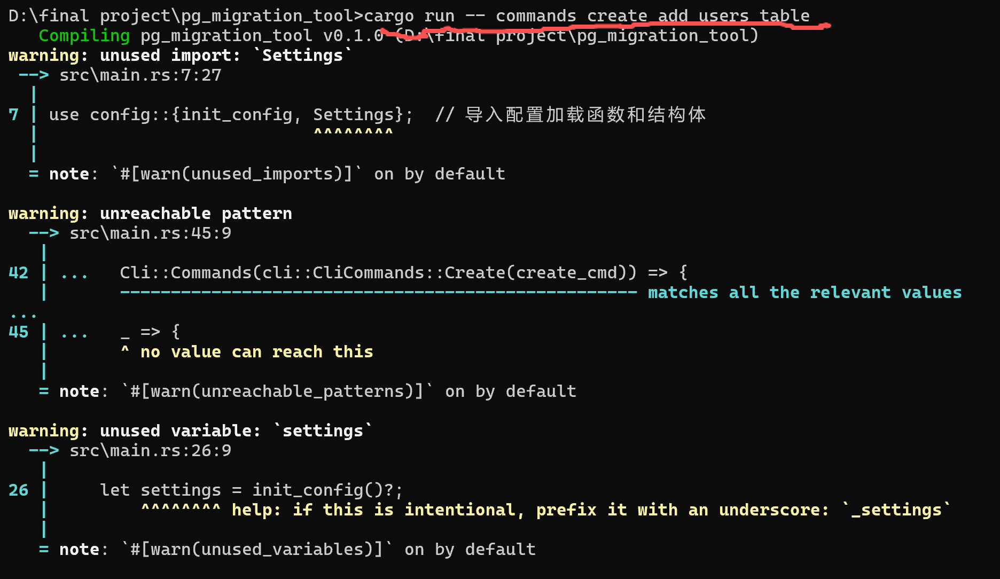 D:\final project\pg_migration_tool>cargo run -- commands create add_users_table
Compiling pg_migration_tool v0.1.0 (D:\final project\pg_migration_tool)
warning: unused import: `Settings`
--> src\main.rs:7:27
|
7 | use config::{init_config, Settings};  // 导入配置加载函数和结构体
| ^^^^^^^^
|
= note: `#[warn(unused_imports)]` on by default
warning: unreachable pattern
--> src\main.rs:45:9
|
42 | ...   Cli::Commands(cli::CliCommands::Create(create_cmd)) => {
| --------------------------------------------------- matches all the relevant values
...
45 | ...   _ => {
| ^ no value can reach this
|
= note: `#[warn(unreachable_patterns)]` on by default
warning: unused variable: `settings`
--> src\main.rs:26:9
|
26 |     let settings = init_config()?;
| ^^^^^^^^ help: if this is intentional, prefix it with an underscore: `_settings`
|
= note: `#[warn(unused_variables)]` on by default